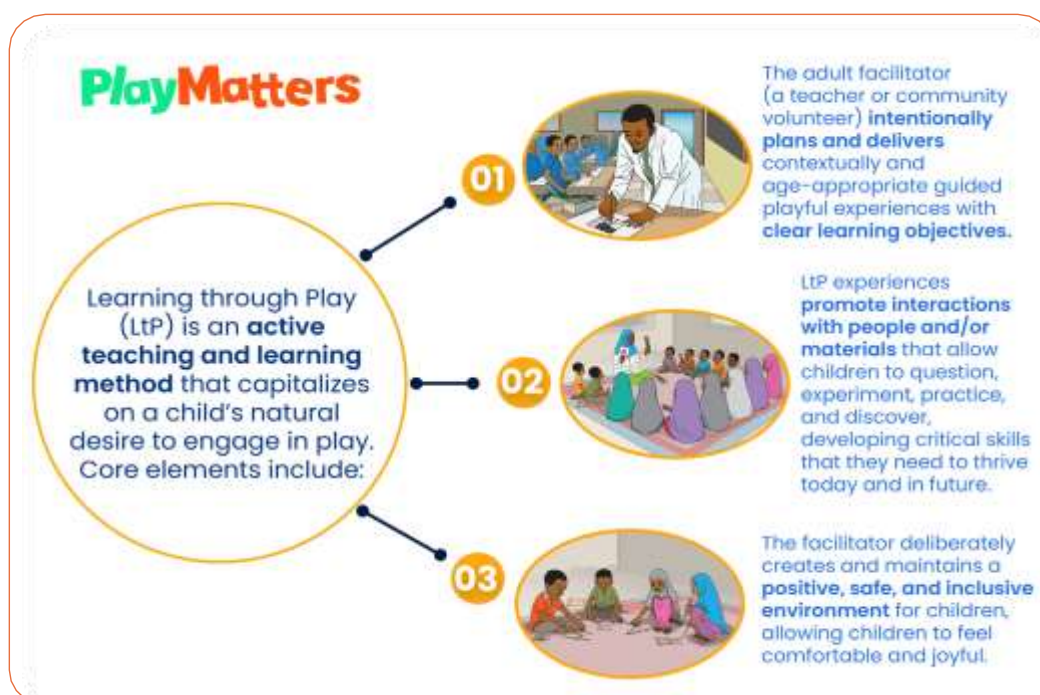 PlayMatters
Learning through Play
(LtP) is an active
teaching and learning
method that capitalizes
on a child's natural
desire to engage in play.
Core elements include:
01
The adult facilitator
(a teacher or community
volunteer) intentionally
plans and delivers
contextually and
age-appropriate guided
playful experiences with
clear learning objectives.
02
LtP experiences
promote interactions
with people and/or
materials that allow
children to question,
experiment, practice,
and discover,
developing critical skills
that they need to thrive
today and in future.
03
The facilitator deliberately
creates and maintains a
positive, safe, and inclusive
environment for children,
allowing children to feel
comfortable and joyful.